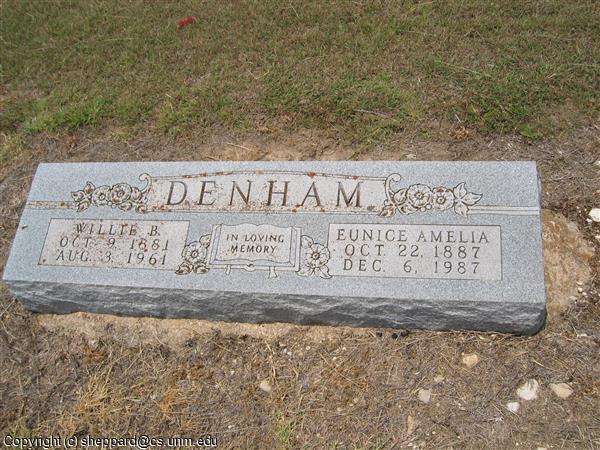 DENHAM
WILLIE B.
OCT. 9. 1881
AUG. 3. 1961
IN LOVING
MEMORY
EUNICE AMELIA
OCT. 22, 1887
DEC. 6, 1987
Copyright (c) sheppard@cs.unm.edu